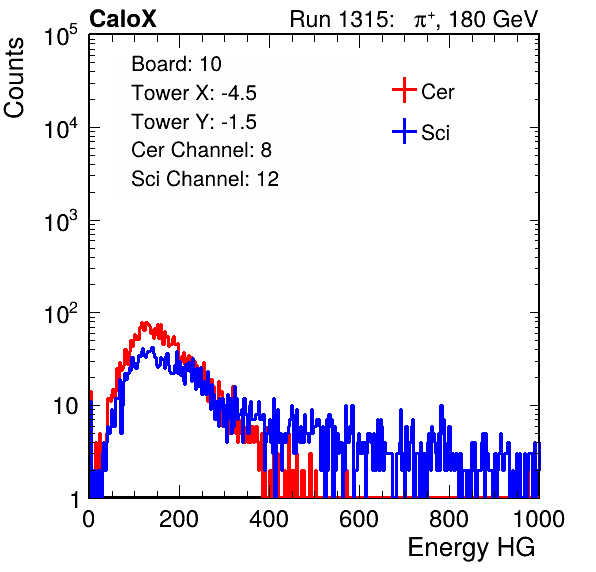 CaloX Run 1315: π⁺, 180 GeV
Counts
10⁵
10⁴
10³
10²
10
1
Board: 10
Tower X: -4.5
Tower Y: -1.5
Cer Channel: 8
Sci Channel: 12
Cer
Sci
0 200 400 600 800 1000
Energy HG